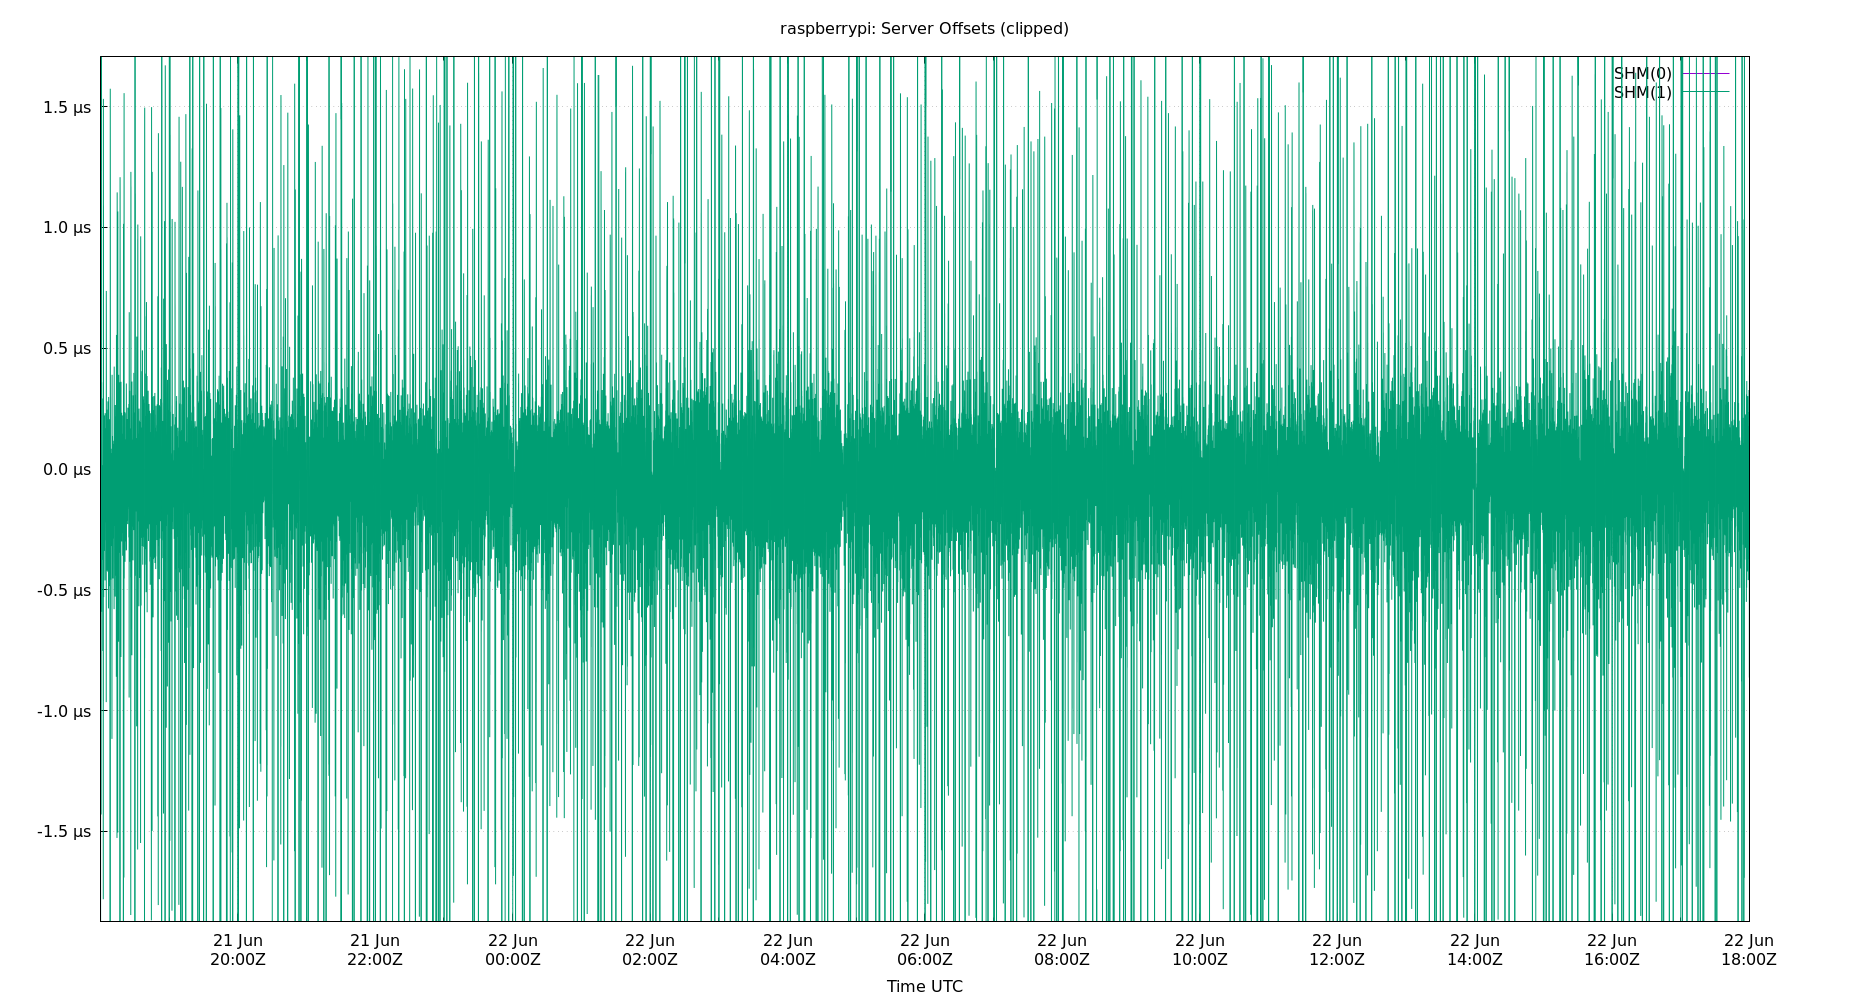 raspberrypi: Server Offsets (clipped)
SHM(0)
SHM(1)
1.5 µs
1.0 µs
0.5 µs
0.0 µs
-0.5 µs
-1.0 µs
-1.5 µs
21 Jun 21 Jun 22 Jun 22 Jun 22 Jun 22 Jun 22 Jun 22 Jun 22 Jun 22 Jun 22 Jun 22 Jun
20:00Z 22:00Z 00:00Z 02:00Z 04:00Z 06:00Z 08:00Z 10:00Z 12:00Z 14:00Z 16:00Z 18:00Z
Time UTC